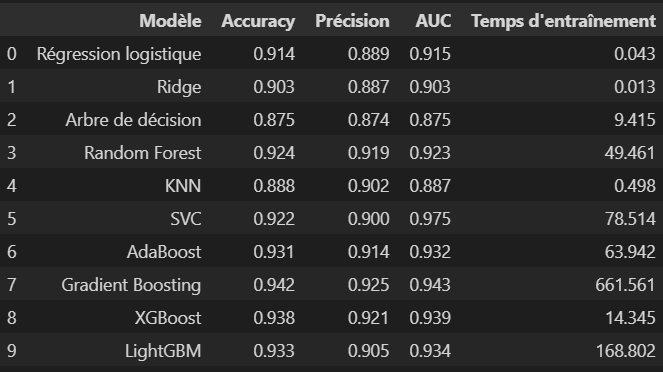 Modèle Accuracy Précision AUC Temps d'entraînement
0 Régression logistique 0.914 0.889 0.915 0.043
1 Ridge 0.903 0.887 0.903 0.013
2 Arbre de décision 0.875 0.874 0.875 9.415
3 Random Forest 0.924 0.919 0.923 49.461
4 KNN 0.888 0.902 0.887 0.498
5 SVC 0.922 0.900 0.975 78.514
6 AdaBoost 0.931 0.914 0.932 63.942
7 Gradient Boosting 0.942 0.925 0.943 661.561
8 XGBoost 0.938 0.921 0.939 14.345
9 LightGBM 0.933 0.905 0.934 168.802